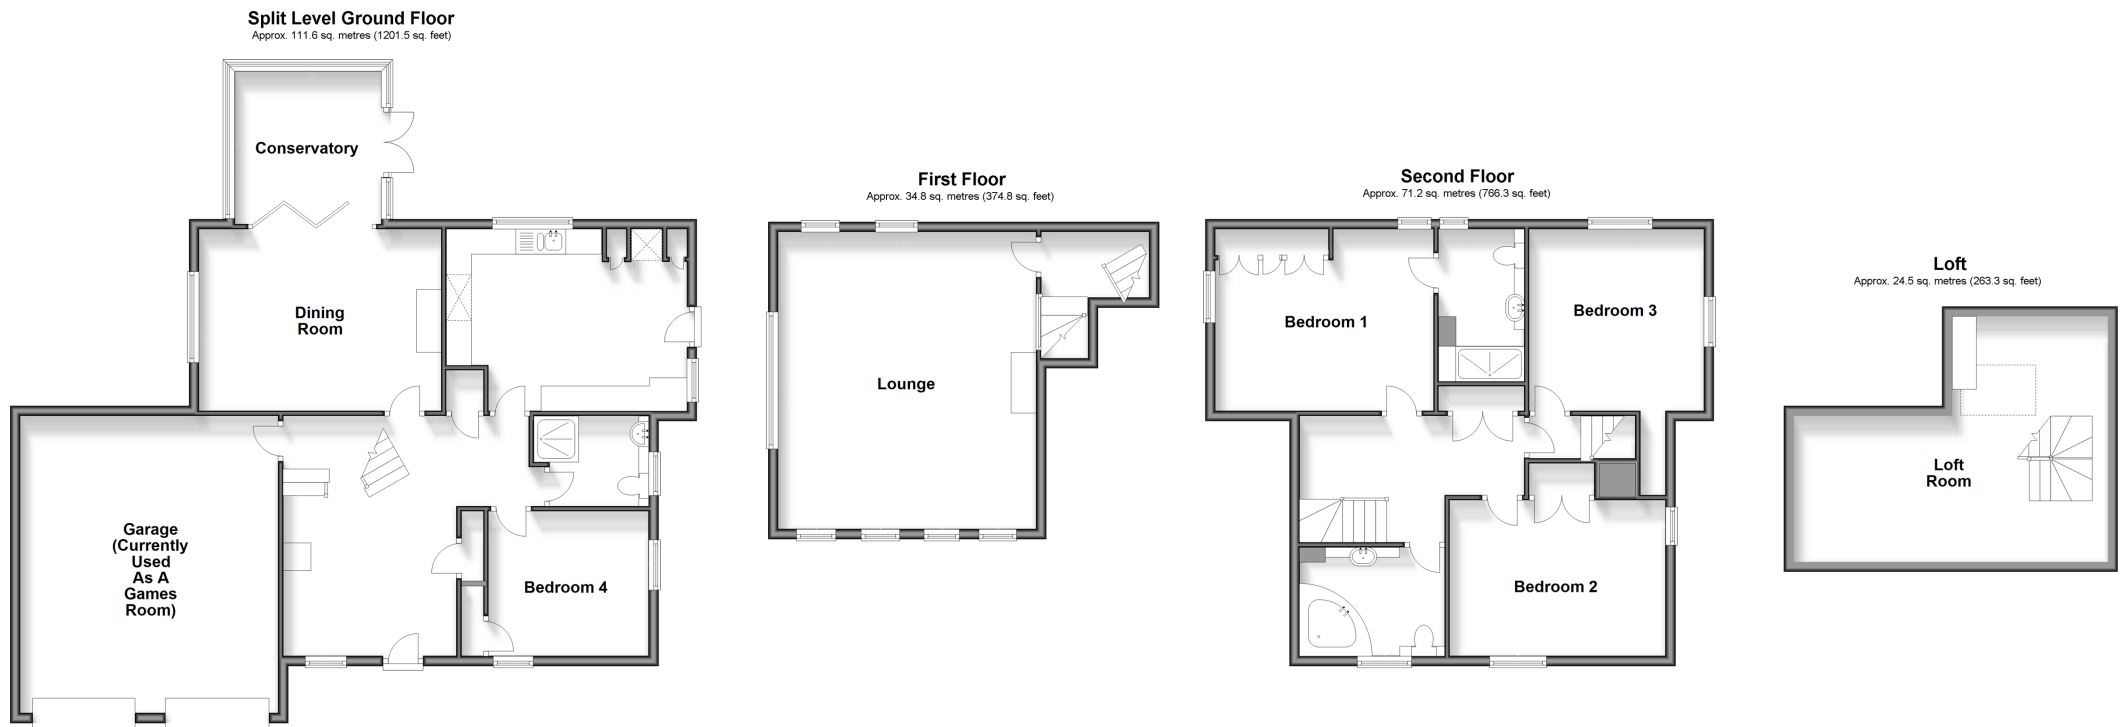 Split Level Ground Floor
Approx. 111.6 sq. metres (1201.5 sq. feet)
Conservatory
Dining
Room
Garage
(Currently
Used
As A
Games
Room)
Bedroom 4
First Floor
Approx. 34.8 sq. metres (374.8 sq. feet)
Lounge
Second Floor
Approx. 71.2 sq. metres (766.3 sq. feet)
Bedroom 1
Bedroom 3
Bedroom 2
Loft
Approx. 24.5 sq. metres (263.3 sq. feet)
Loft
Room